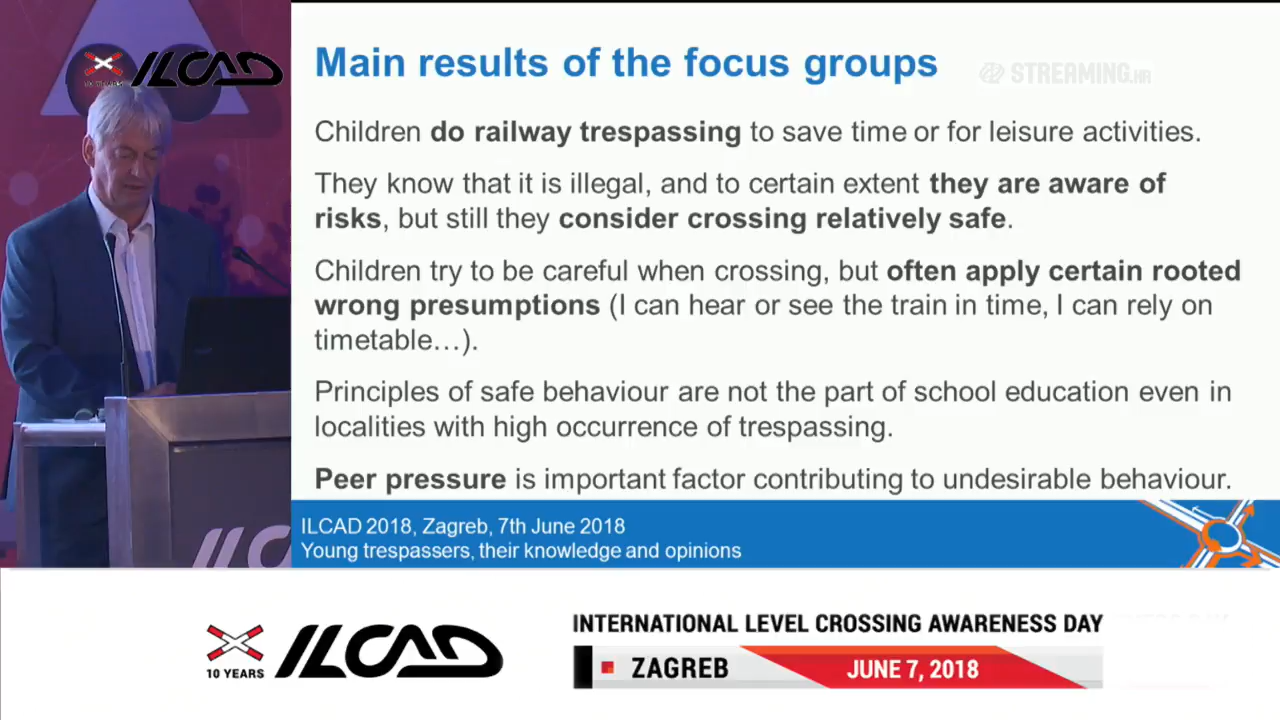 ILCAD
10 YEARS
Main results of the focus groups
STREAMING.HR
Children do railway trespassing to save time or for leisure activities.
They know that it is illegal, and to certain extent they are aware of
risks, but still they consider crossing relatively safe.
Children try to be careful when crossing, but often apply certain rooted
wrong presumptions (I can hear or see the train in time, I can rely on
timetable…).
Principles of safe behaviour are not the part of school education even in
localities with high occurrence of trespassing.
Peer pressure is important factor contributing to undesirable behaviour.
ILCAD 2018, Zagreb, 7th June 2018
Young trespassers, their knowledge and opinions
ILCAD
10 YEARS
INTERNATIONAL LEVEL CROSSING AWARENESS DAY
ZAGREB
JUNE 7, 2018